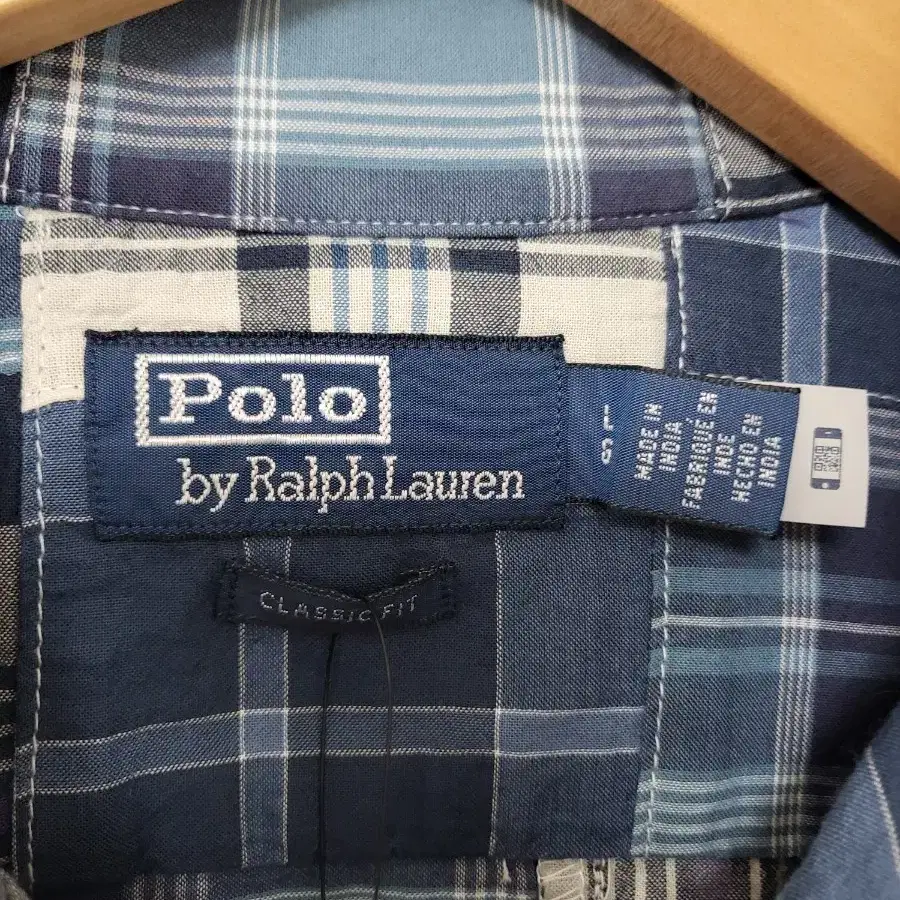 Polo
by Ralph Lauren
L
G
MADE IN
INDIA
FABRIQUÉ EN
INDE
HECHO EN
INDIA
CLASSIC FIT